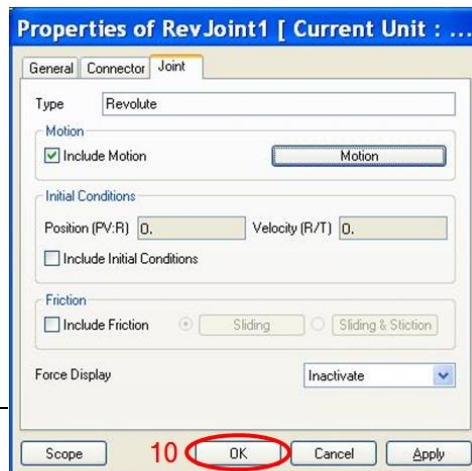 Properties of RevJoint1 [ Current Unit : ...
General Connector Joint
Type Revolute
Motion
Include Motion Motion
Initial Conditions
Position (PV:R) 0. Velocity (R/T) 0.
Include Initial Conditions
Friction
Include Friction Sliding Sliding & Stiction
Force Display Inactivate
Scope 10 OK Cancel Apply